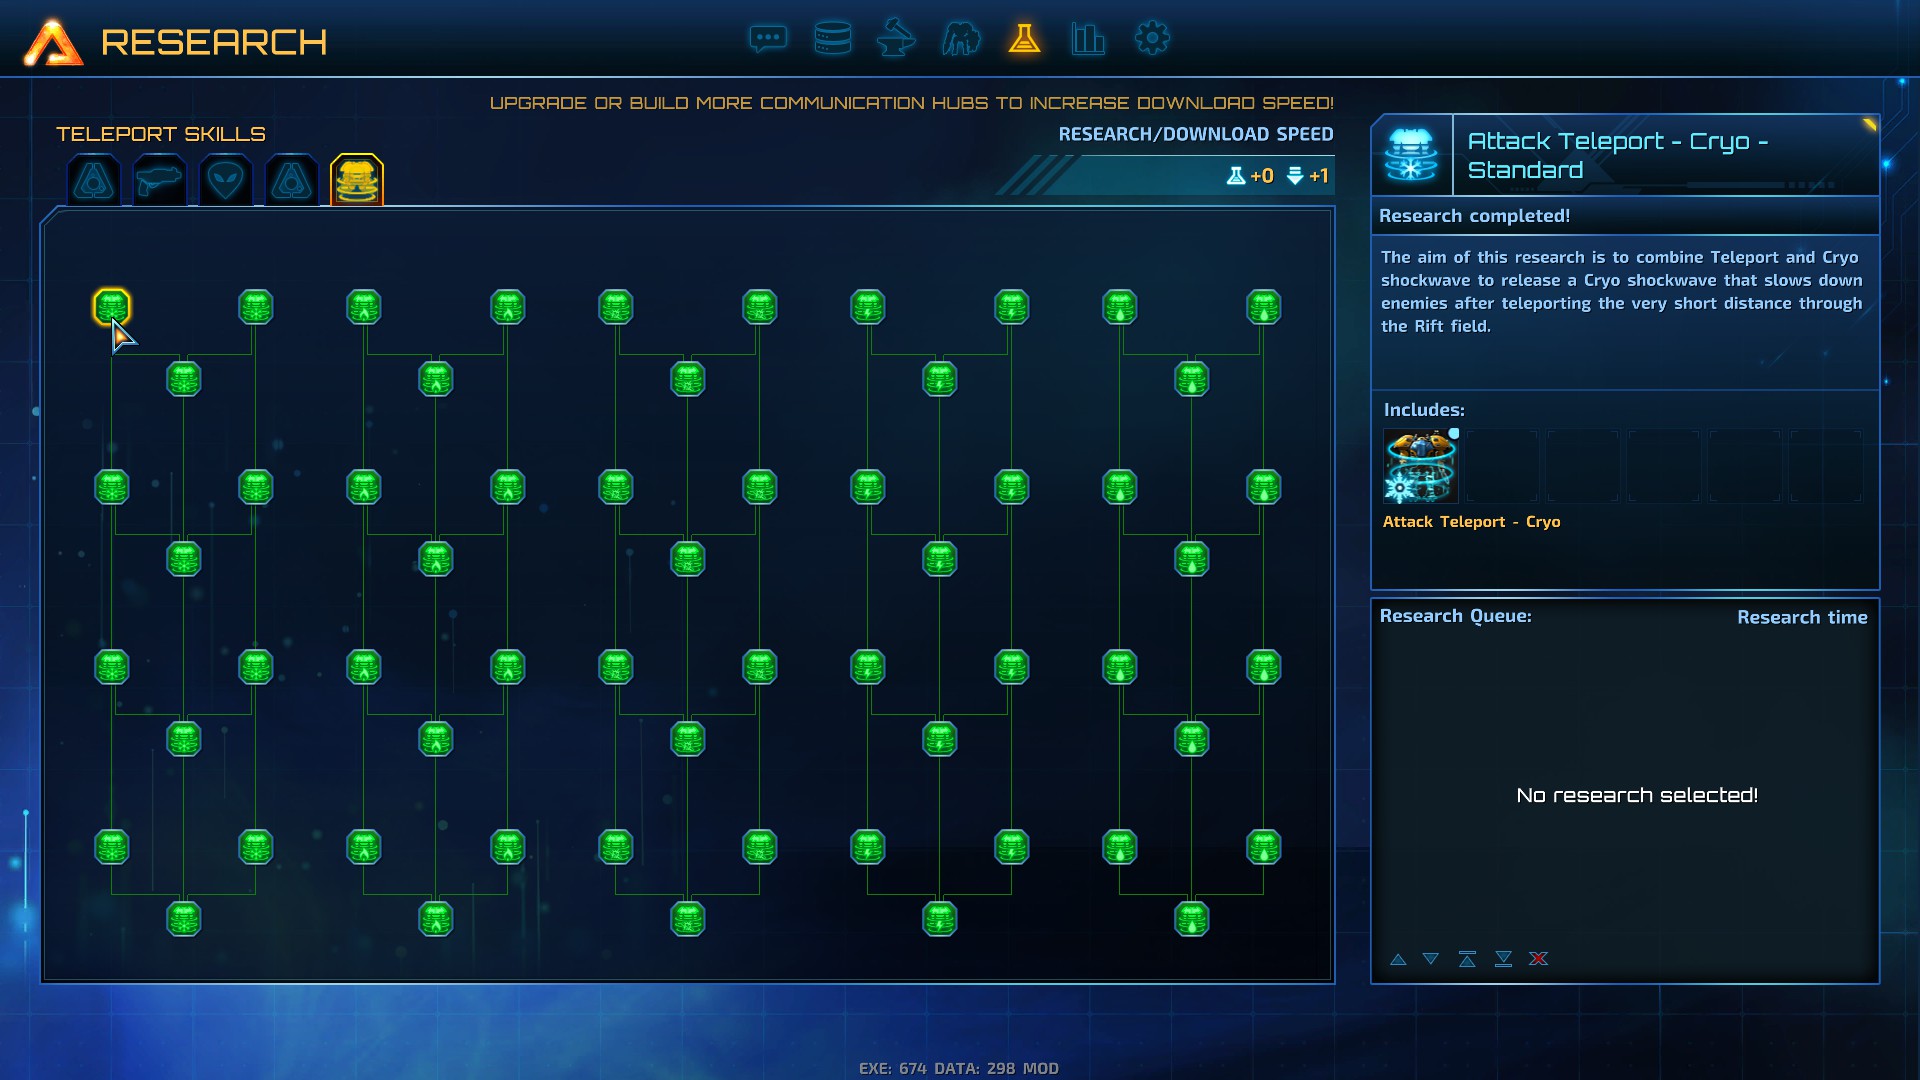 RESEARCH
UPGRADE OR BUILD MORE COMMUNICATION HUBS TO INCREASE DOWNLOAD SPEED!
TELEPORT SKILLS
RESEARCH/DOWNLOAD SPEED
+0 +1
Attack Teleport - Cryo -
Standard
Research completed!
The aim of this research is to combine Teleport and Cryo
shockwave to release a Cryo shockwave that slows down
enemies after teleporting the very short distance through
the Rift field.
Includes:
Attack Teleport - Cryo
Research Queue:
Research time
No research selected!
EXE: 674 DATA: 298 MOD